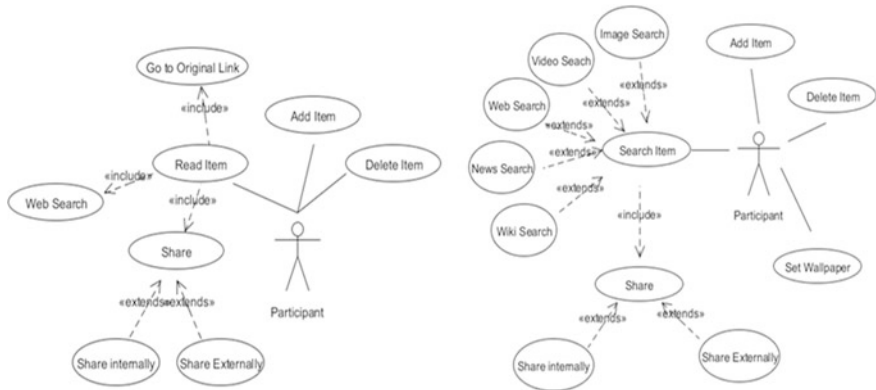 Go to Original Link
«include»
Add Item
Read Item
Delete Item
«include»
Web Search
«include»
Share
Participant
«extends»
«extends»
Share internally
Share Externally
Image Search
Video Seach
Add Item
Web Search
«extends»
«extends»
Delete Item
«extends»
News Search
«extends»
Search Item
«extends»
Wiki Search
«include»
Participant
Set Wallpaper
Share
«extends»
«extends»
Share internally
Share Externally